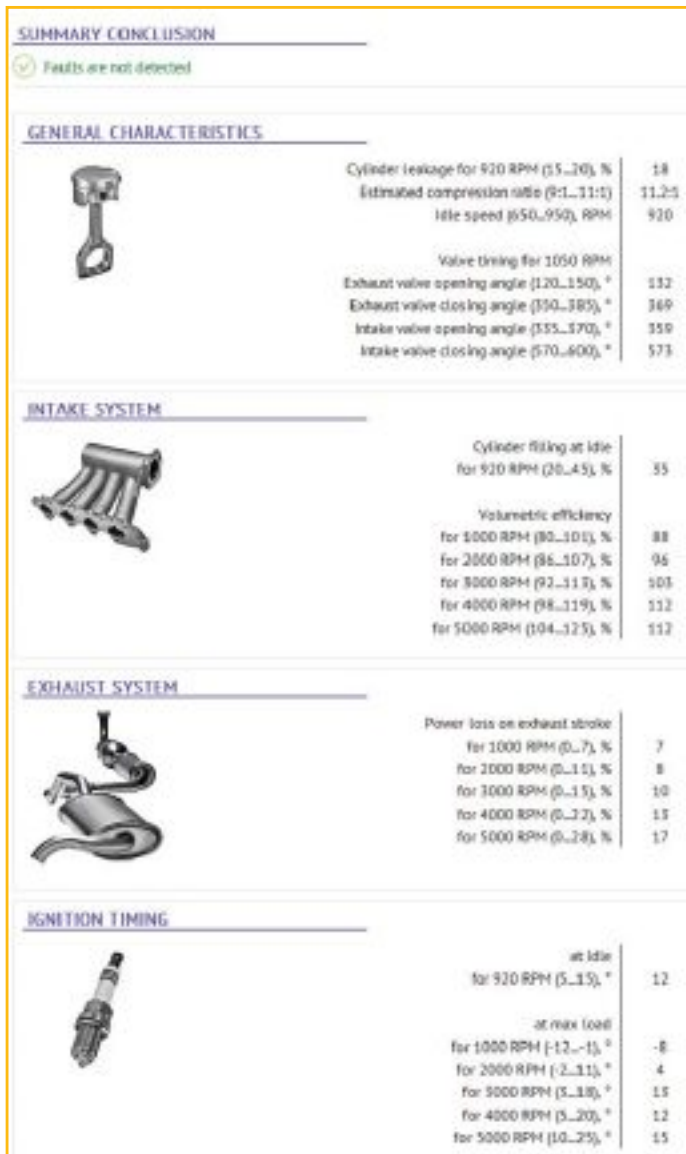 SUMMARY CONCLUSION
Faults are not detected
GENERAL CHARACTERISTICS
Cylinder leakage for 920 RPM (15...20), % 18
Estimated compression ratio (9:1...11:1) 11.2:1
Idle speed (650...950), RPM 920
Valve timing for 1050 RPM
Exhaust valve opening angle (120...150), ° 132
Exhaust valve closing angle (350...385), ° 369
Intake valve opening angle (335...370), ° 359
Intake valve closing angle (570...600), ° 573
INTAKE SYSTEM
Cylinder filling at idle
for 920 RPM (20...45), % 35
Volumetric efficiency
for 1000 RPM (80...101), % 88
for 2000 RPM (86...107), % 96
for 3000 RPM (92...113), % 103
for 4000 RPM (98...119), % 112
for 5000 RPM (104...125), % 112
EXHAUST SYSTEM
Power loss on exhaust stroke
for 1000 RPM (0...7), % 7
for 2000 RPM (0...11), % 8
for 3000 RPM (0...15), % 10
for 4000 RPM (0...22), % 13
for 5000 RPM (0...28), % 17
IGNITION TIMING
at idle
for 920 RPM (5...15), ° 12
at max load
for 1000 RPM (-12...-1), ° -8
for 2000 RPM (-2...11), ° 4
for 3000 RPM (3...18), ° 13
for 4000 RPM (5...20), ° 12
for 5000 RPM (10...25), ° 15